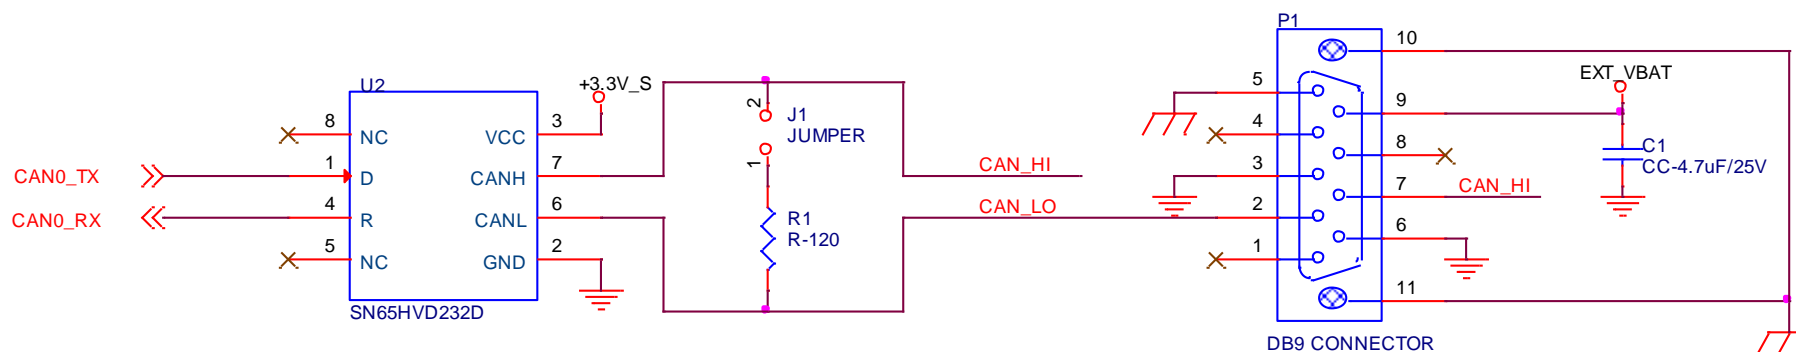 P1
10
U2
+3.3V_S
EXT_VBAT
5
9
8
NC
VCC
3
2
J1
JUMPER
4
8
C1
CC-4.7uF/25V
CAN0_TX
1
D
CANH
7
1
CAN_HI
3
7
CAN_HI
CAN0_RX
4
R
CANL
6
R1
R-120
CAN_LO
2
6
5
NC
GND
2
1
11
SN65HVD232D
DB9 CONNECTOR